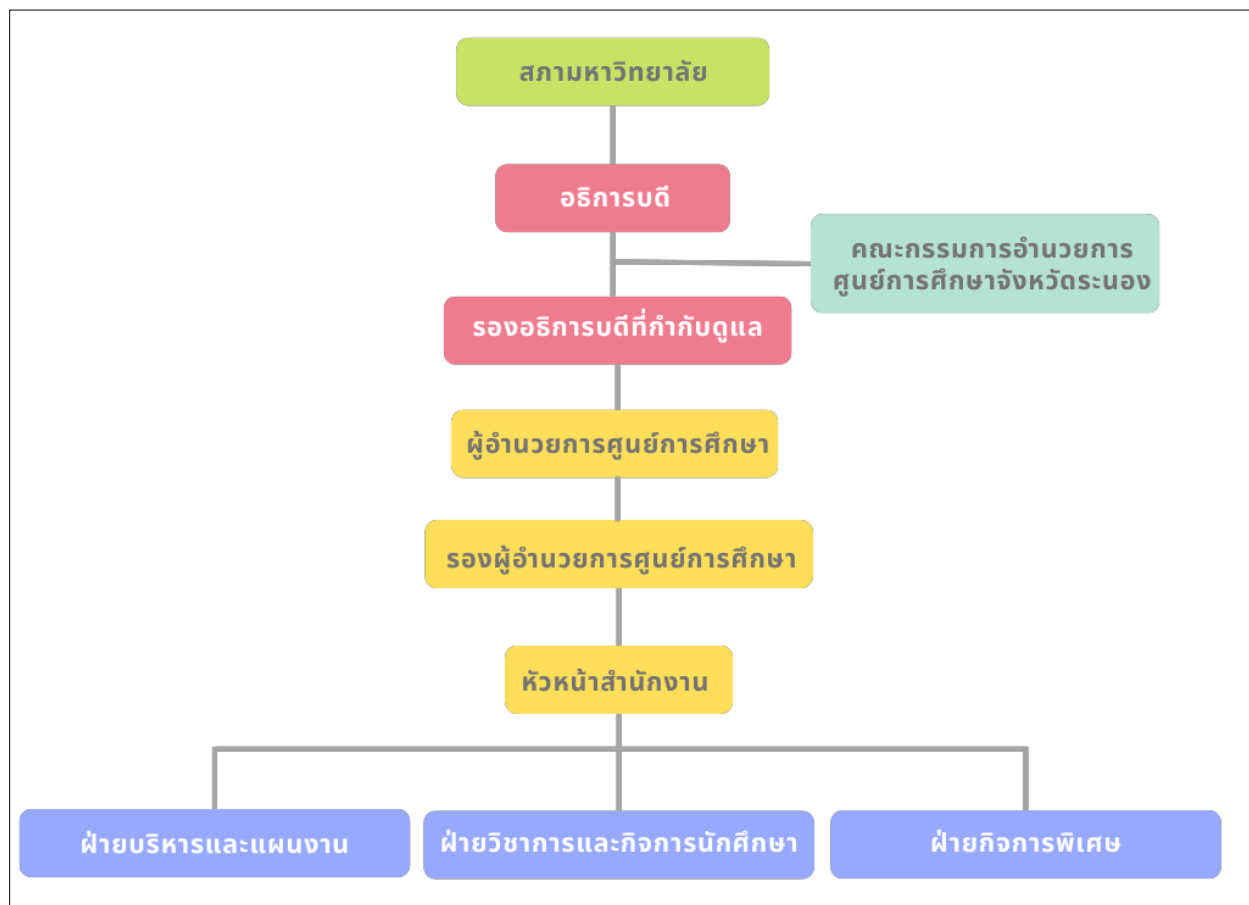 สภามหาวิทยาลัย
อธิการบดี
คณะกรรมการอำนวยการ
ศูนย์การศึกษาจังหวัดระนอง
รองอธิการบดีที่กำกับดูแล
ผู้อำนวยการศูนย์การศึกษา
รองผู้อำนวยการศูนย์การศึกษา
หัวหน้าสำนักงาน
ฝ่ายบริหารและแผนงาน
ฝ่ายวิชาการและกิจการนักศึกษา
ฝ่ายกิจการพิเศษ